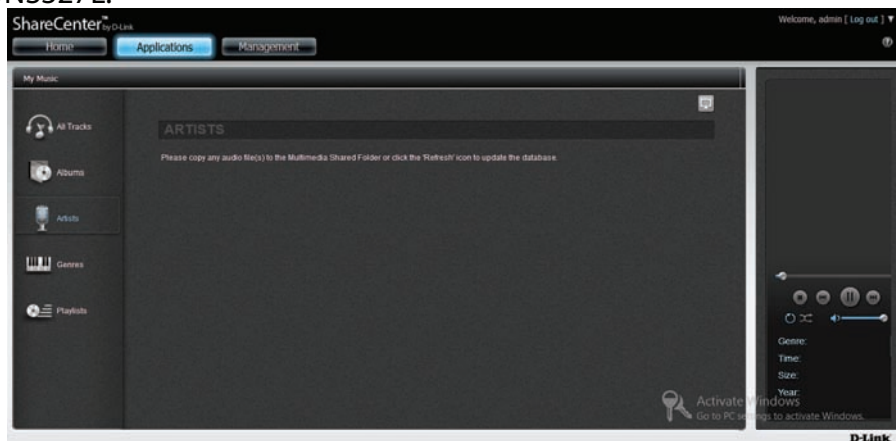 NS327L.
ShareCenter™ by D-Link
Welcome, admin [ Log out ] ▼
Home
Applications
Management
My Music
All Tracks
ARTISTS
Please copy any audio file(s) to the Multimedia Shared Folder or click the 'Refresh' icon to update the database.
Albums
Artists
Genres
Playlists
Genre:
Time:
Size:
Year:
Activate Windows
Go to PC settings to activate Windows.
D-Link